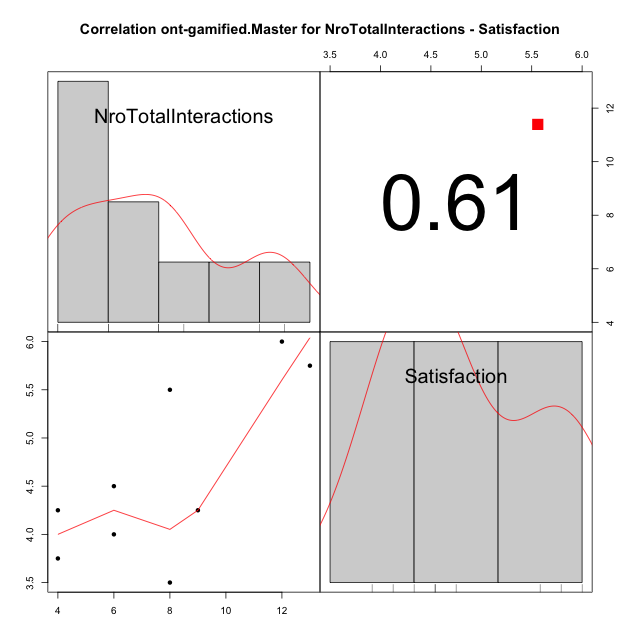 Correlation ont-gamified.Master for NroTotalInteractions - Satisfaction
3.5 4.0 4.5 5.0 5.5 6.0
NroTotalInteractions
0.61
12
10
8
6
4
6.0
5.5
5.0
4.5
4.0
3.5
Satisfaction
4 6 8 10 12